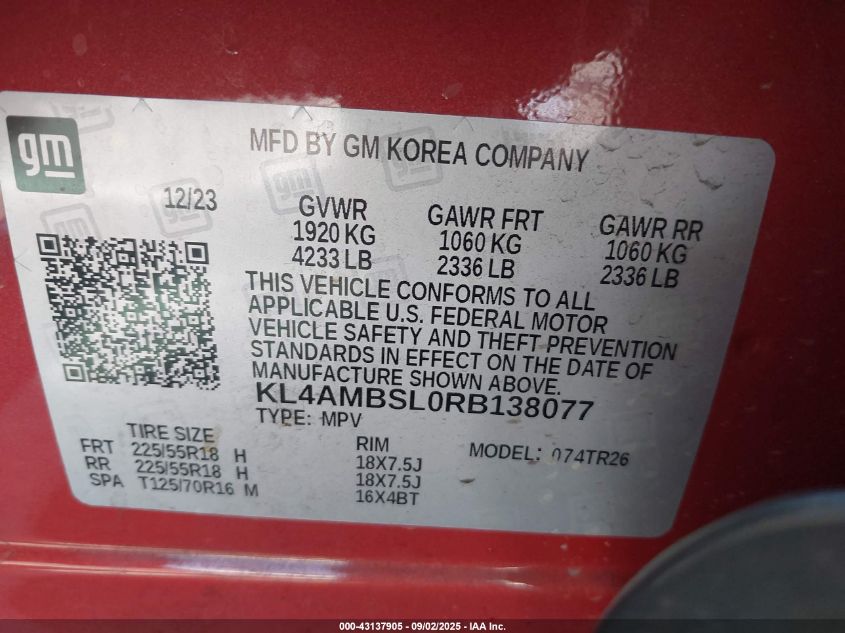 gm
MFD BY GM KOREA COMPANY
12/23
GVWR
1920 KG
4233 LB
GAWR FRT
1060 KG
2336 LB
GAWR RR
1060 KG
2336 LB
THIS VEHICLE CONFORMS TO ALL
APPLICABLE U.S. FEDERAL MOTOR
VEHICLE SAFETY AND THEFT PREVENTION
STANDARDS IN EFFECT ON THE DATE OF
MANUFACTURE SHOWN ABOVE.
KL4AMBSL0RB138077
TYPE: MPV
TIRE SIZE
FRT 225/55R18 H
RR 225/55R18 H
SPA T125/70R16 M
RIM
18X7.5J
18X7.5J
16X4BT
MODEL: 074TR26
000-43137905 - 09/02/2025 - IAA Inc.